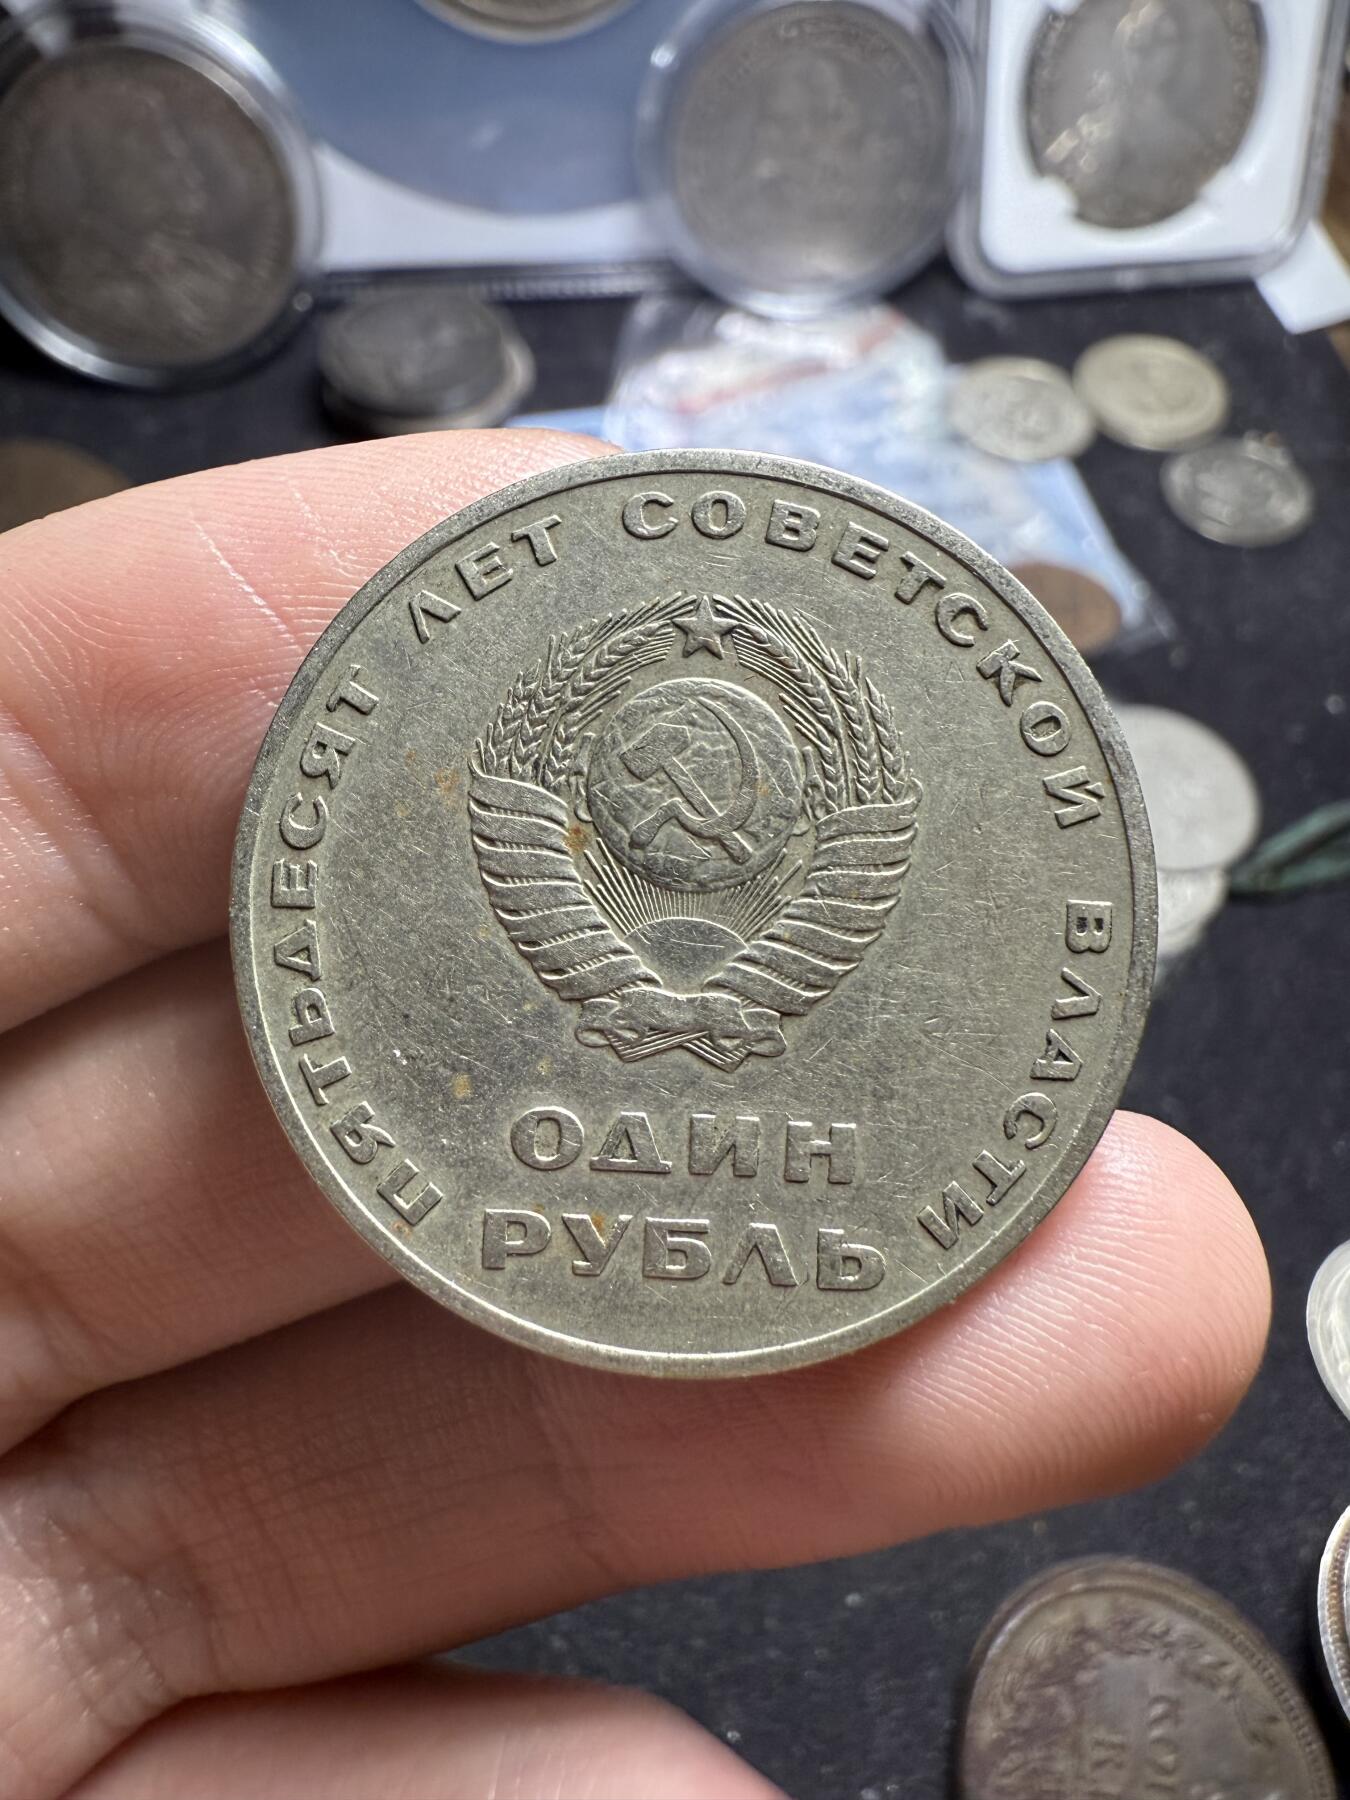 ПЯТЬДЕСЯТ ЛЕТ СОВЕТСКОЙ ВЛАСТИ
ОДИН
РУБЛЬ